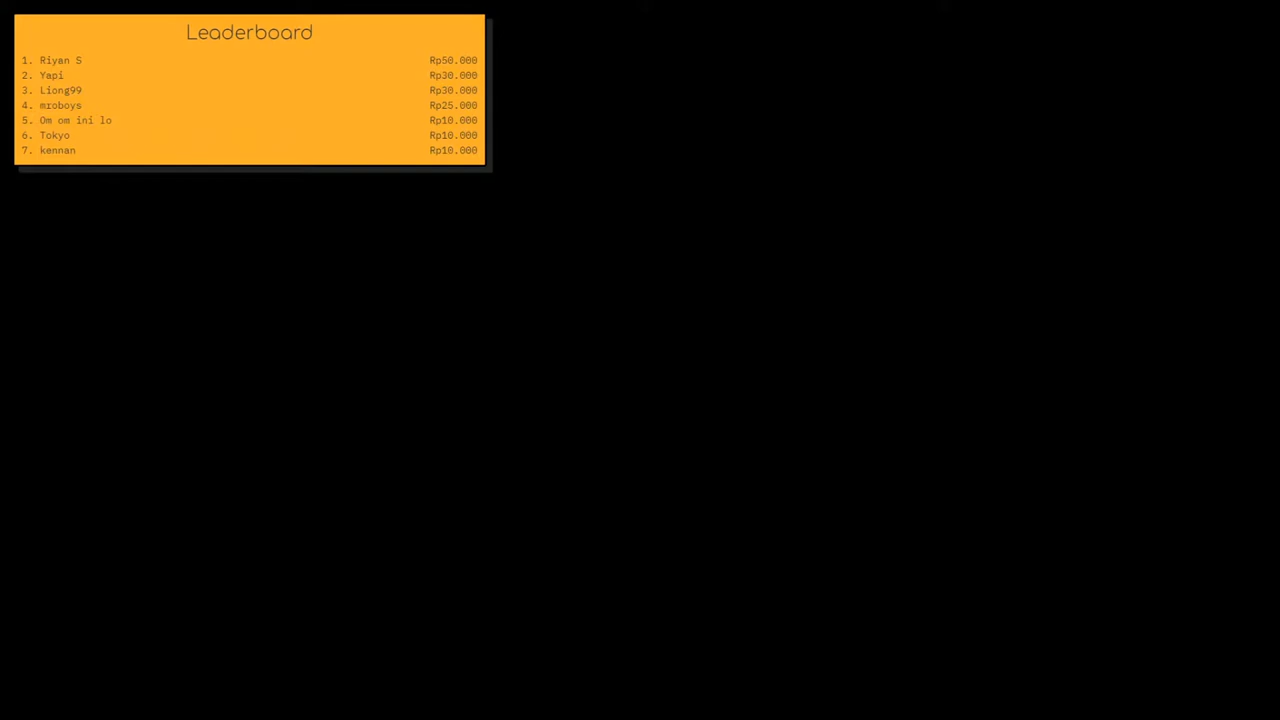 Leaderboard
1. Riyan S Rp50.000
2. Yapi Rp30.000
3. Liong99 Rp30.000
4. mroboys Rp25.000
5. Om om ini lo Rp10.000
6. Tokyo Rp10.000
7. kennan Rp10.000